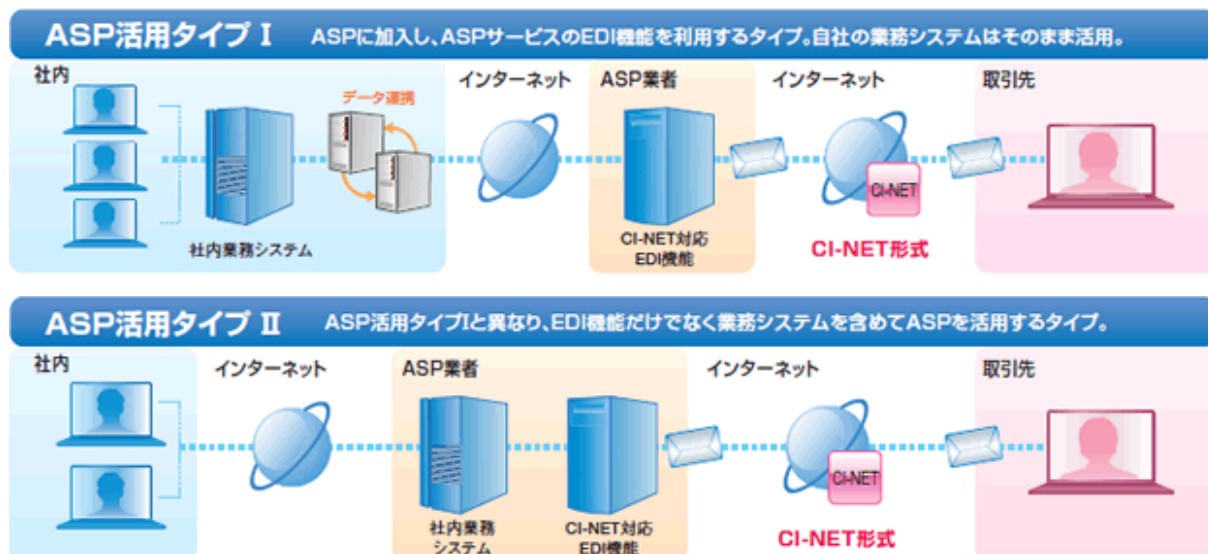 ASP活用タイプ I ASPに加入し、ASPサービスのEDI機能を利用するタイプ。自社の業務システムはそのまま活用。
社内 インターネット ASP業者 インターネット 取引先
データ連携
CI-NET
社内業務システム
CI-NET対応
EDI機能
CI-NET形式
ASP活用タイプ II ASP活用タイプIと異なり、EDI機能だけでなく業務システムを含めてASPを活用するタイプ。
社内 インターネット ASP業者 インターネット 取引先
CI-NET
社内業務
システム
CI-NET対応
EDI機能
CI-NET形式